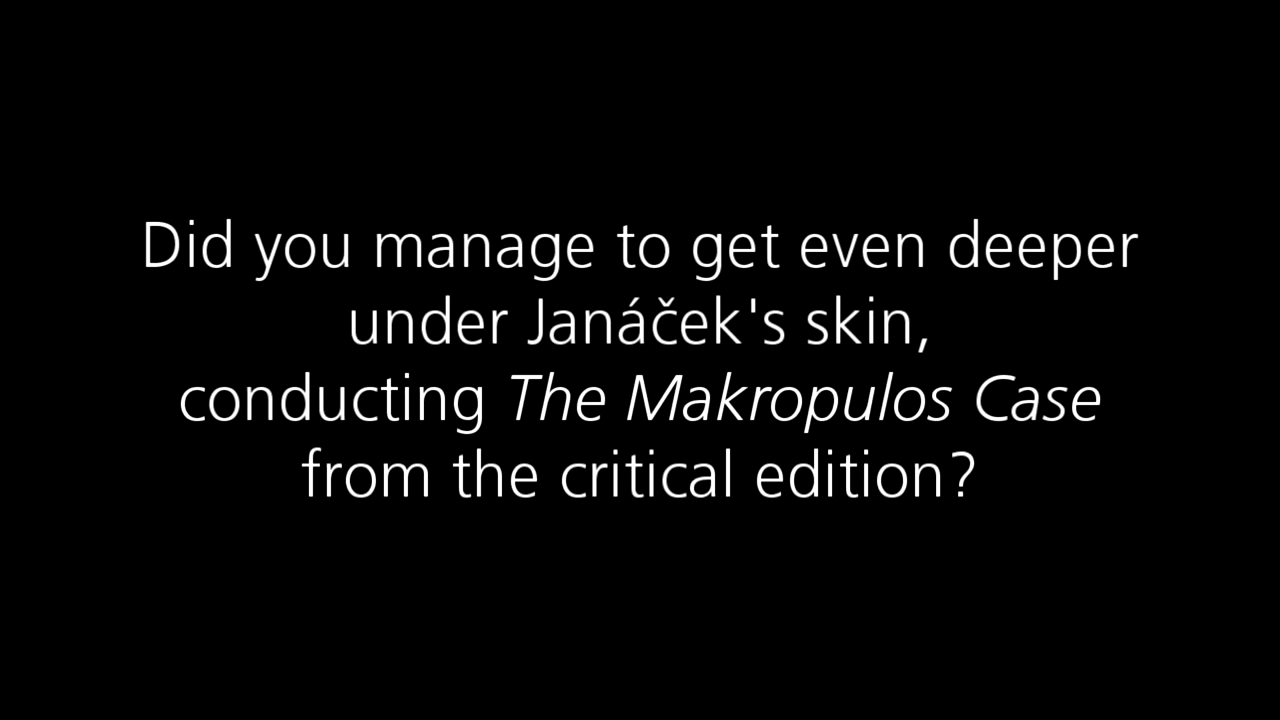 Did you manage to get even deeper
under Janáček's skin,
conducting The Makropulos Case
from the critical edition?